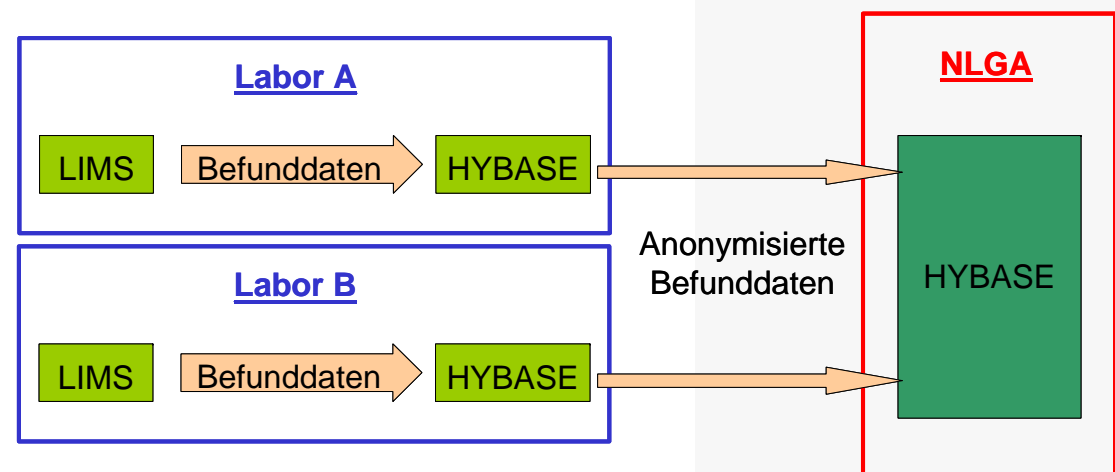 Labor A
LIMS
Befunddaten
HYBASE
Labor B
LIMS
Befunddaten
HYBASE
Anonymisierte
Befunddaten
NLGA
HYBASE